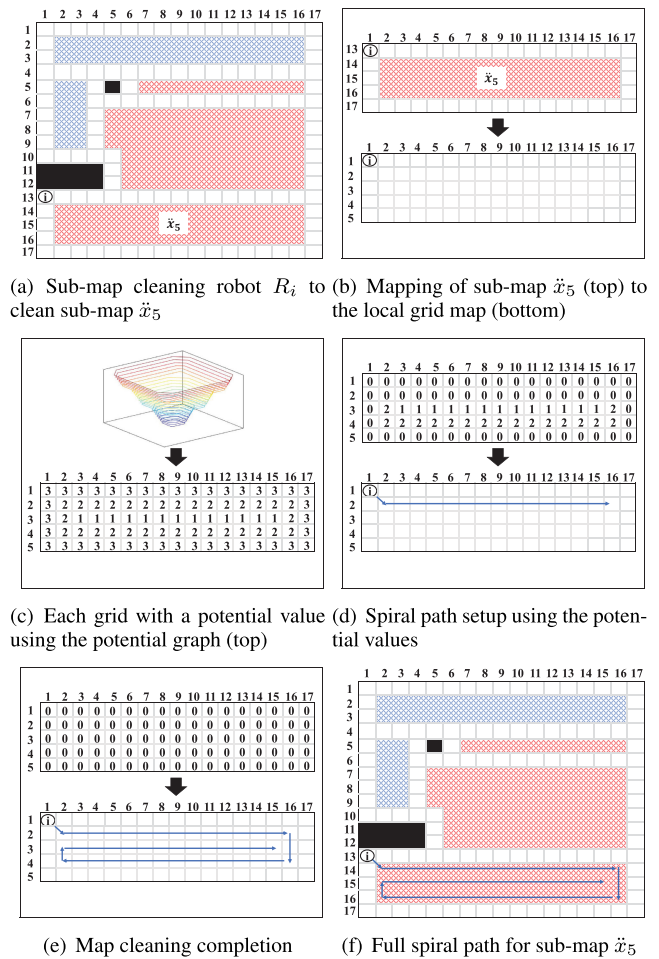 1 2 3 4 5 6 7 8 9 10 11 12 13 14 15 16 17
1
2
3
4
5
6
7
8
9
10
11
12
13 i
14
15 ẍ₅
16
17
(a) Sub-map cleaning robot Rᵢ to
clean sub-map ẍ₅
1 2 3 4 5 6 7 8 9 10 11 12 13 14 15 16 17
13 i
14
15 ẍ₅
16
17
1 2 3 4 5 6 7 8 9 10 11 12 13 14 15 16 17
1 i
2
3
4
5
(b) Mapping of sub-map ẍ₅ (top) to
the local grid map (bottom)
1 2 3 4 5 6 7 8 9 10 11 12 13 14 15 16 17
1 3 3 3 3 3 3 3 3 3 3 3 3 3 3 3 3 3
2 3 2 2 2 2 2 2 2 2 2 2 2 2 2 2 2 3
3 3 2 1 1 1 1 1 1 1 1 1 1 1 1 1 2 3
4 3 2 2 2 2 2 2 2 2 2 2 2 2 2 2 2 3
5 3 3 3 3 3 3 3 3 3 3 3 3 3 3 3 3 3
(c) Each grid with a potential value
using the potential graph (top)
1 2 3 4 5 6 7 8 9 10 11 12 13 14 15 16 17
1 0 0 0 0 0 0 0 0 0 0 0 0 0 0 0 0 0
2 0 0 0 0 0 0 0 0 0 0 0 0 0 0 0 0 0
3 0 2 1 1 1 1 1 1 1 1 1 1 1 1 1 2 0
4 0 2 2 2 2 2 2 2 2 2 2 2 2 2 2 2 0
5 0 0 0 0 0 0 0 0 0 0 0 0 0 0 0 0 0
1 2 3 4 5 6 7 8 9 10 11 12 13 14 15 16 17
1 i
2
3
4
5
(d) Spiral path setup using the poten-
tial values
1 2 3 4 5 6 7 8 9 10 11 12 13 14 15 16 17
1 0 0 0 0 0 0 0 0 0 0 0 0 0 0 0 0 0
2 0 0 0 0 0 0 0 0 0 0 0 0 0 0 0 0 0
3 0 0 0 0 0 0 0 0 0 0 0 0 0 0 0 0 0
4 0 0 0 0 0 0 0 0 0 0 0 0 0 0 0 0 0
5 0 0 0 0 0 0 0 0 0 0 0 0 0 0 0 0 0
1 2 3 4 5 6 7 8 9 10 11 12 13 14 15 16 17
1 i
2
3
4
5
(e) Map cleaning completion
1 2 3 4 5 6 7 8 9 10 11 12 13 14 15 16 17
1
2
3
4
5
6
7
8
9
10
11
12
13 i
14
15
16
17
(f) Full spiral path for sub-map ẍ₅